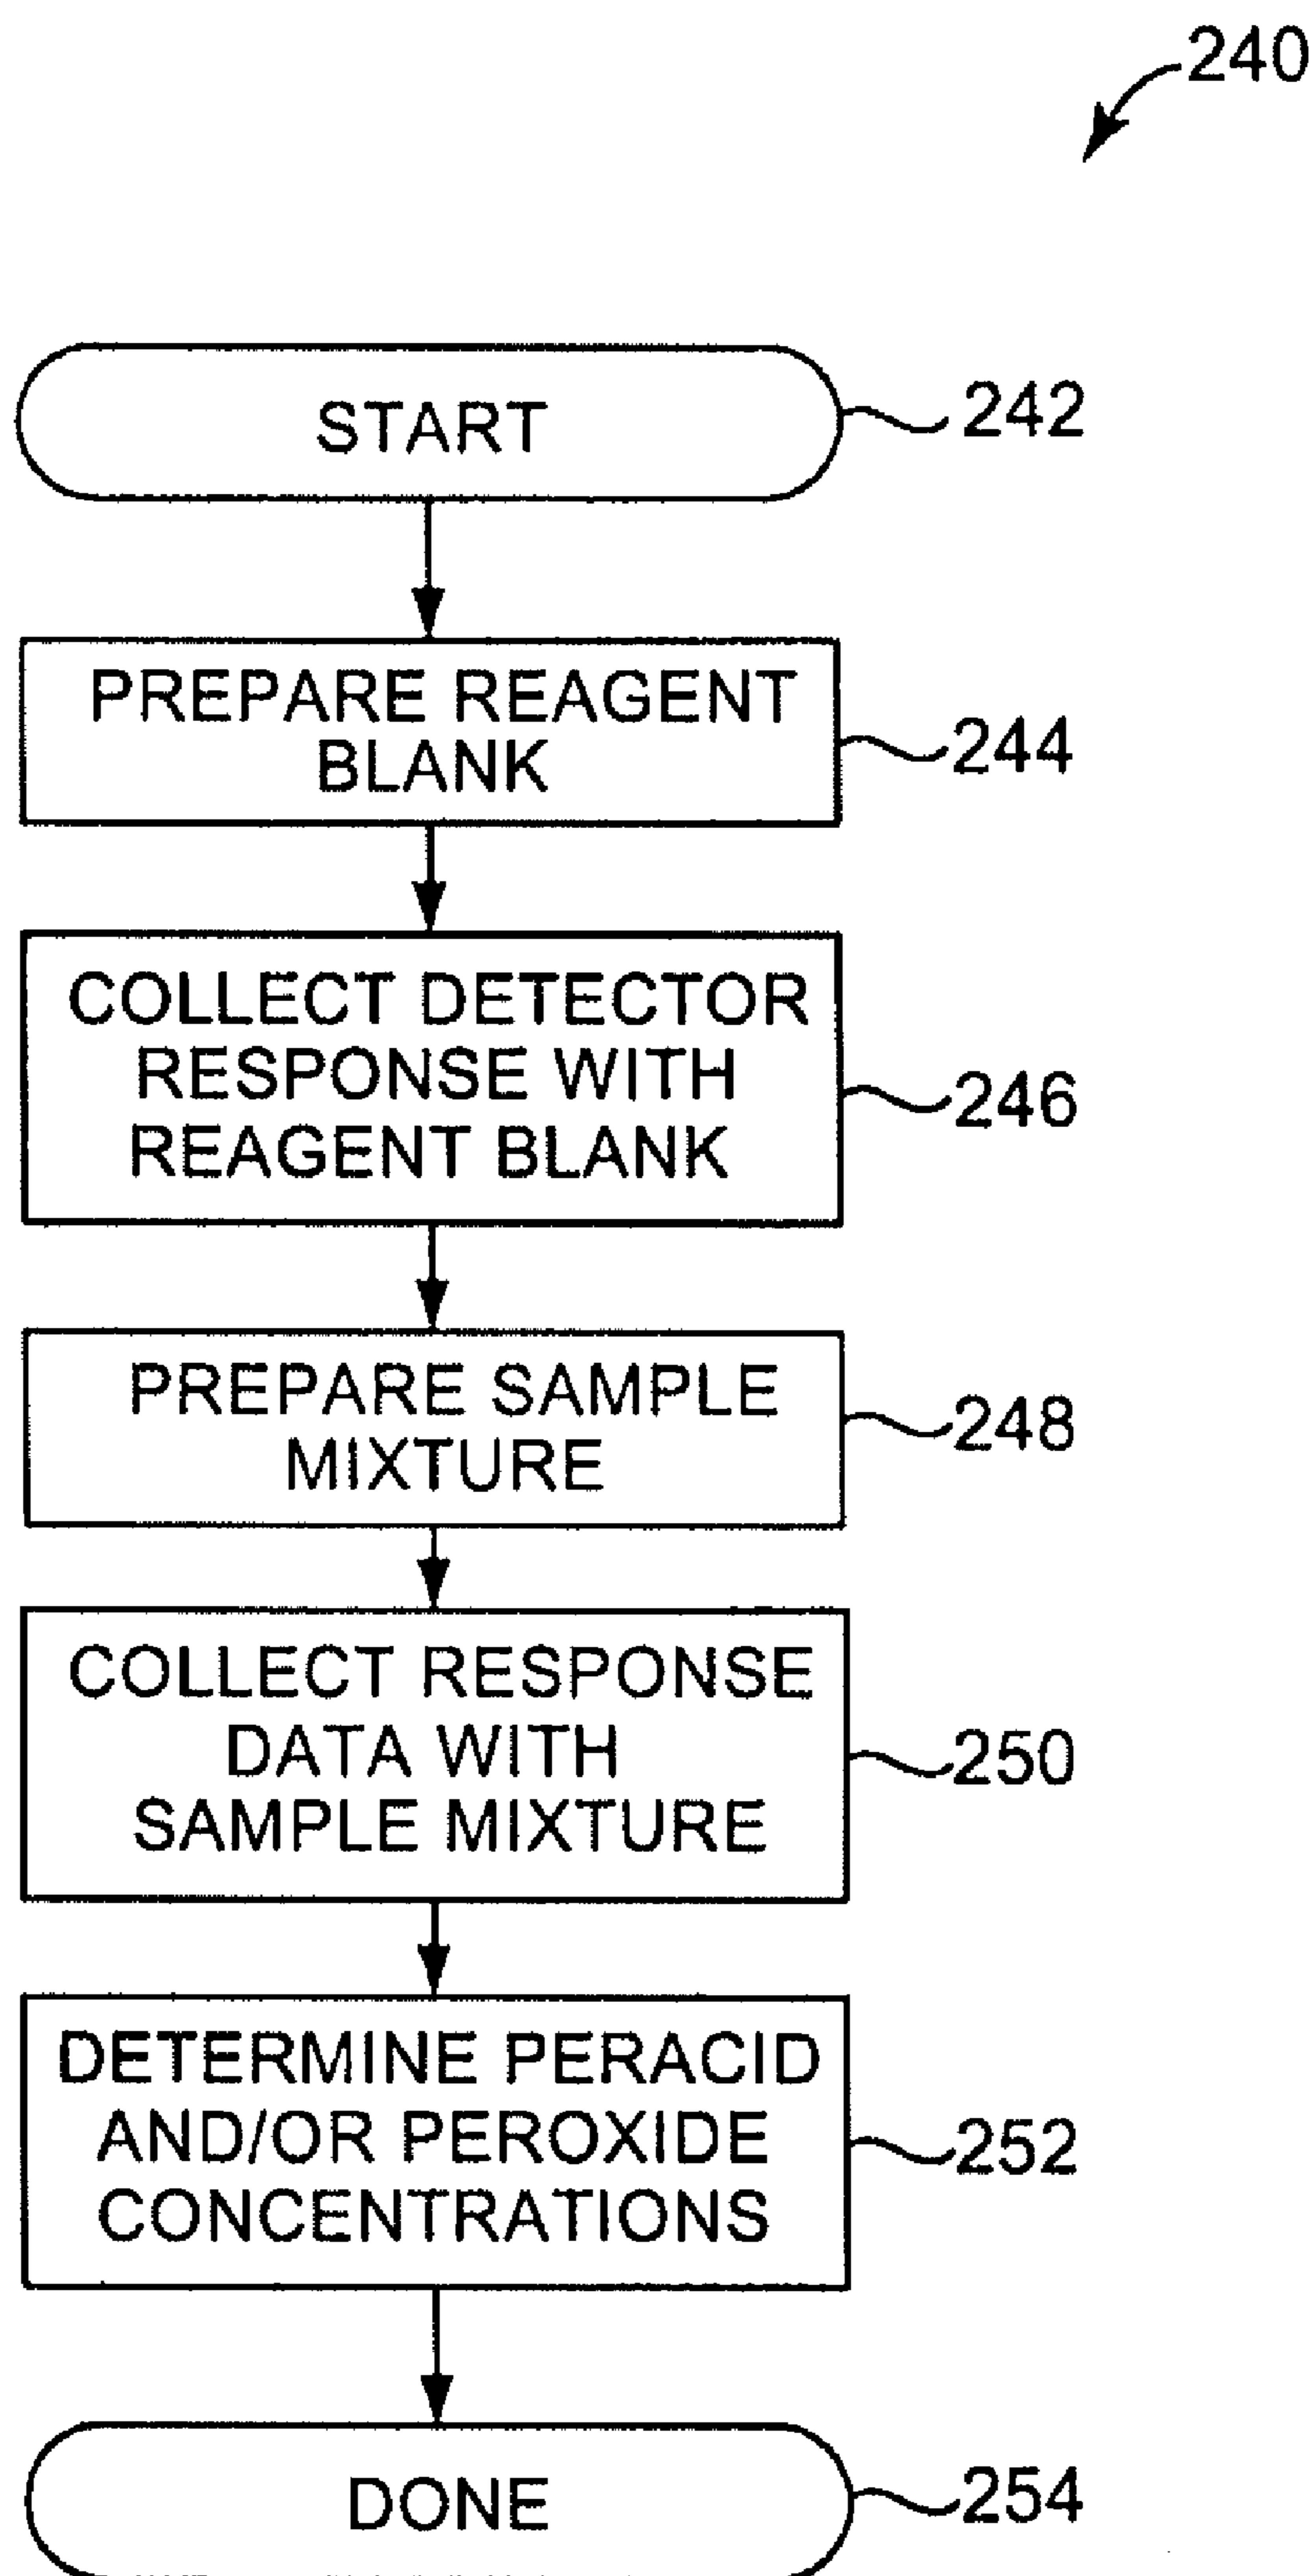 240
START
242
PREPARE REAGENT
BLANK
244
COLLECT DETECTOR
RESPONSE WITH
REAGENT BLANK
246
PREPARE SAMPLE
MIXTURE
248
COLLECT RESPONSE
DATA WITH
SAMPLE MIXTURE
250
DETERMINE PERACID
AND/OR PEROXIDE
CONCENTRATIONS
252
DONE
254